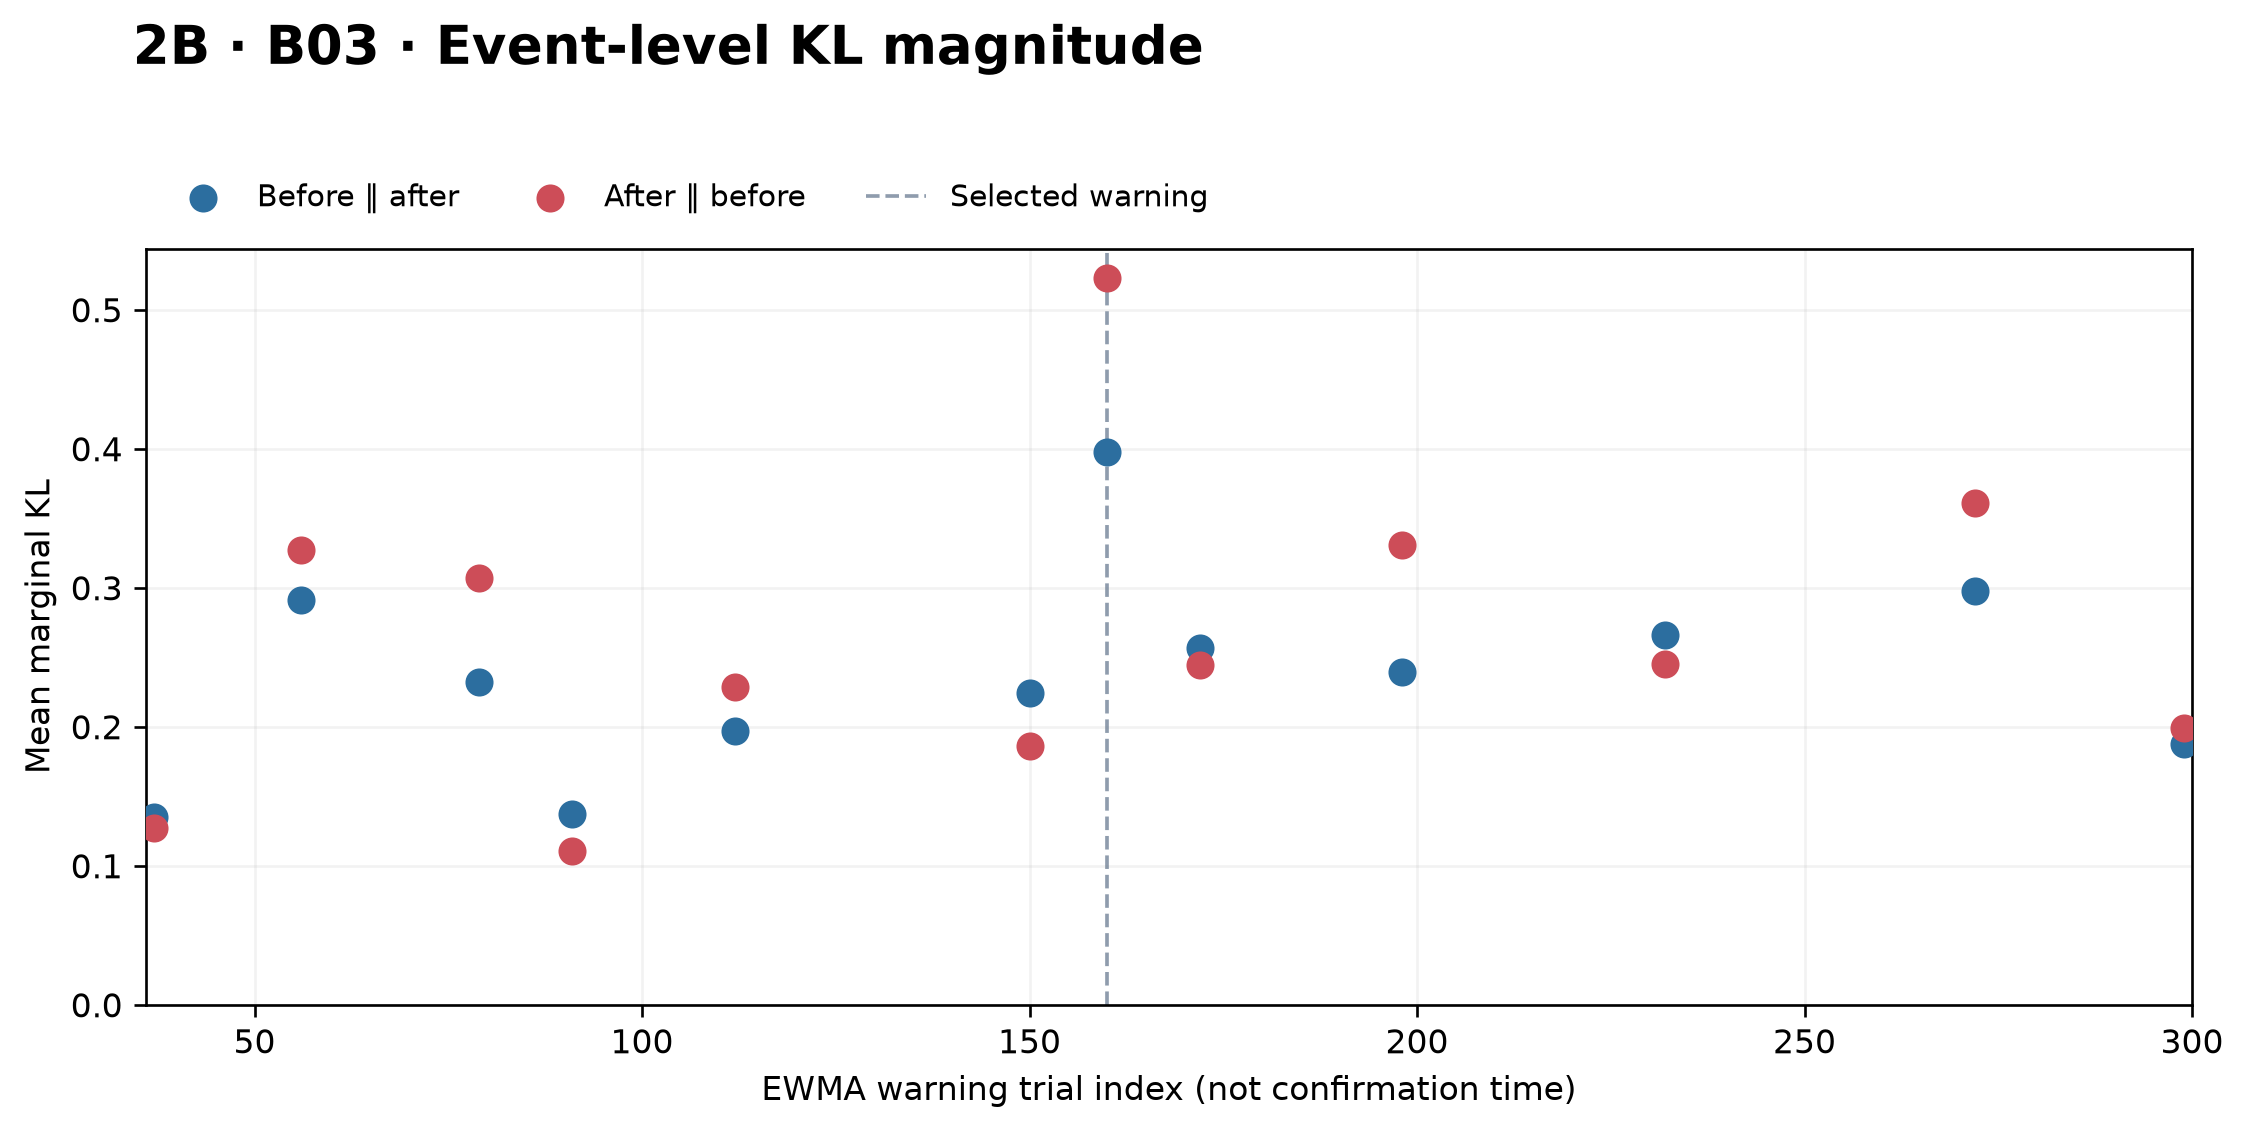 2B · B03 · Event-level KL magnitude
Before ∥ after
After ∥ before
Selected warning
0.5
0.4
0.3
0.2
0.1
0.0
Mean marginal KL
50
100
150
200
250
300
EWMA warning trial index (not confirmation time)